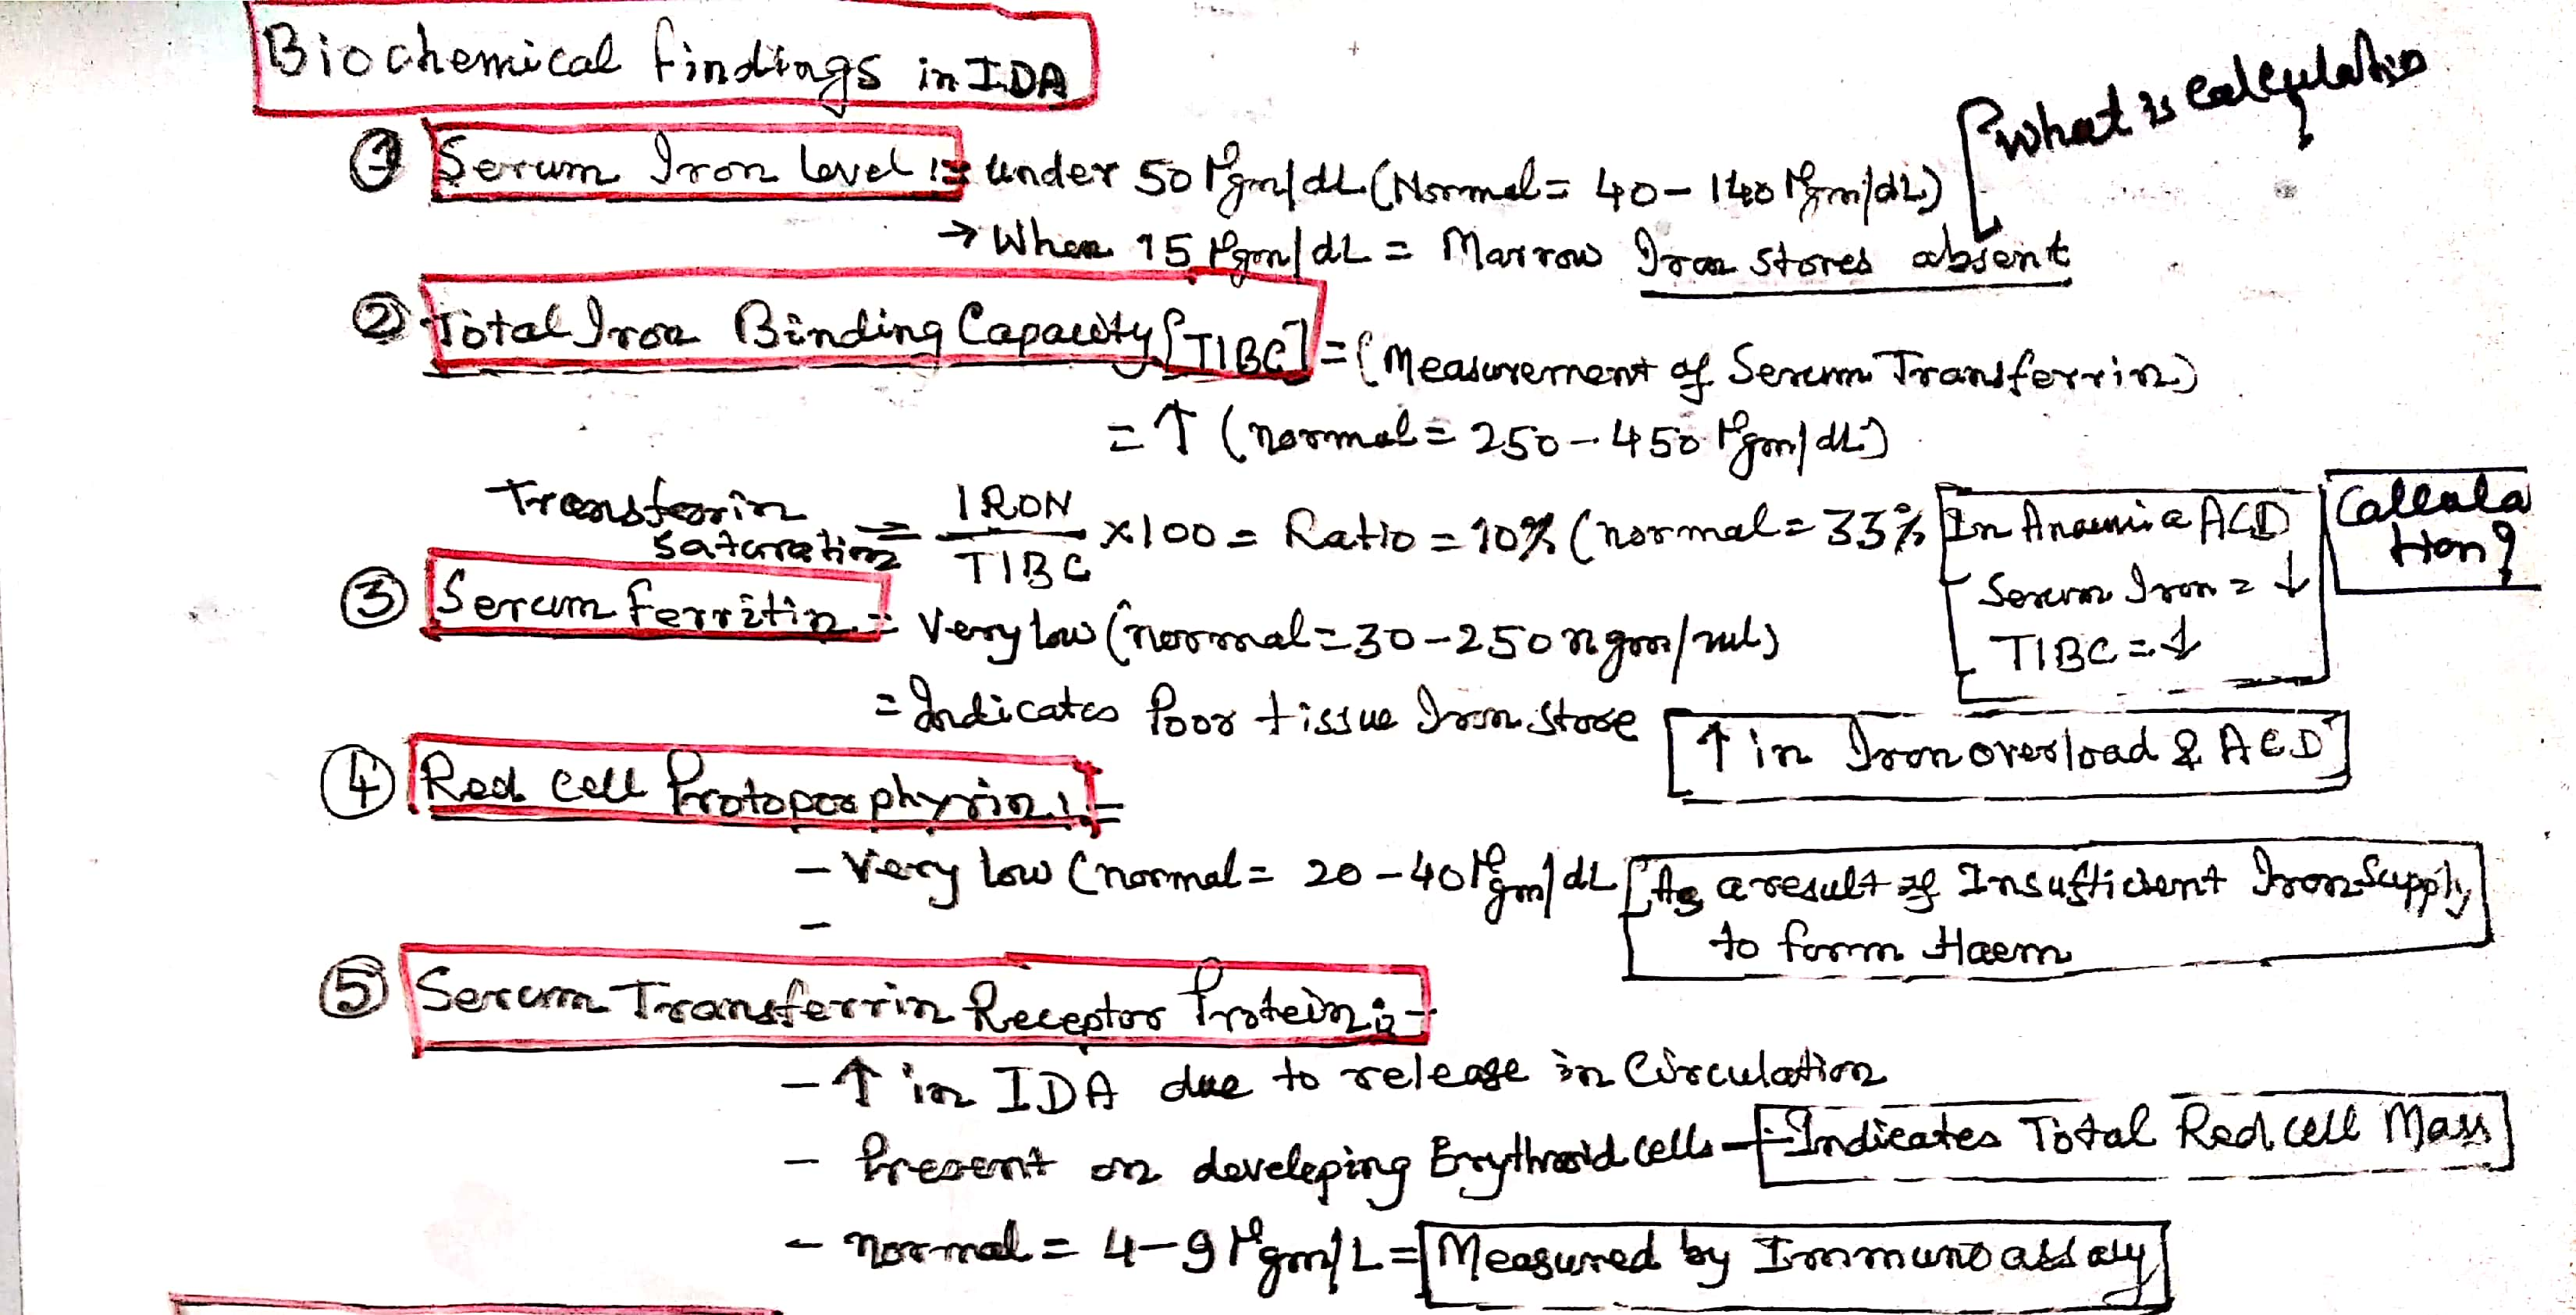 Biochemical findings in IDA
[What is calculatio?
① Serum Iron level := under 50 μgm/dL (Normal = 40-140 μgm/dL)
→ When 15 μgm/dL = Marrow Iron stores absent
② Total Iron Binding Capacity [TIBC] = (Measurement of Serum Transferrin)
= ↑ (normal = 250-450 μgm/dL)
Transferrin saturation = IRON/TIBC ×100 = Ratio = 10% (normal = 33% [In Anaemia ACD
Serum Iron = ↓
TIBC = ↓
Calculation?
③ Serum ferritin = Very low (normal = 30-250 ngm/ml)
= Indicates Poor tissue Iron store [↑ in Iron overload & ACD]
④ Red cell Protoporphyrin :=
- Very low (normal = 20-40 μgm/dL [As a result of Insufficient Iron Supply
to form Haem
-
⑤ Serum Transferrin Receptor Protein :-
- ↑ in IDA due to release in Circulation
- Present on developing Erythroid cells - [Indicates Total Red cell Mass]
- normal = 4-9 μgm/L = [Measured by Immunoassay]